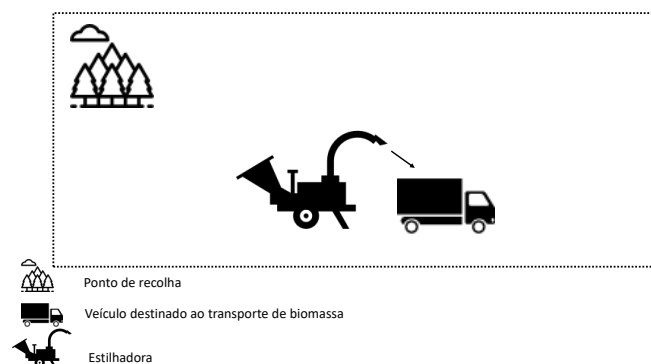 Ponto de recolha
Veículo destinado ao transporte de biomassa
Estilhadora